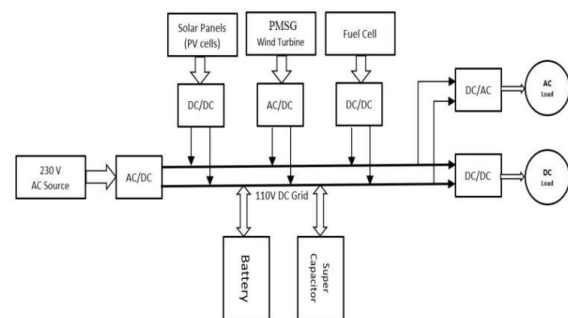 Solar Panels
(PV cells)
PMSG
Wind Turbine
Fuel Cell
DC/DC
AC/DC
DC/DC
DC/AC
AC
Load
230 V
AC Source
AC/DC
DC/DC
DC
Load
110V DC Grid
Battery
Super
Capacitor